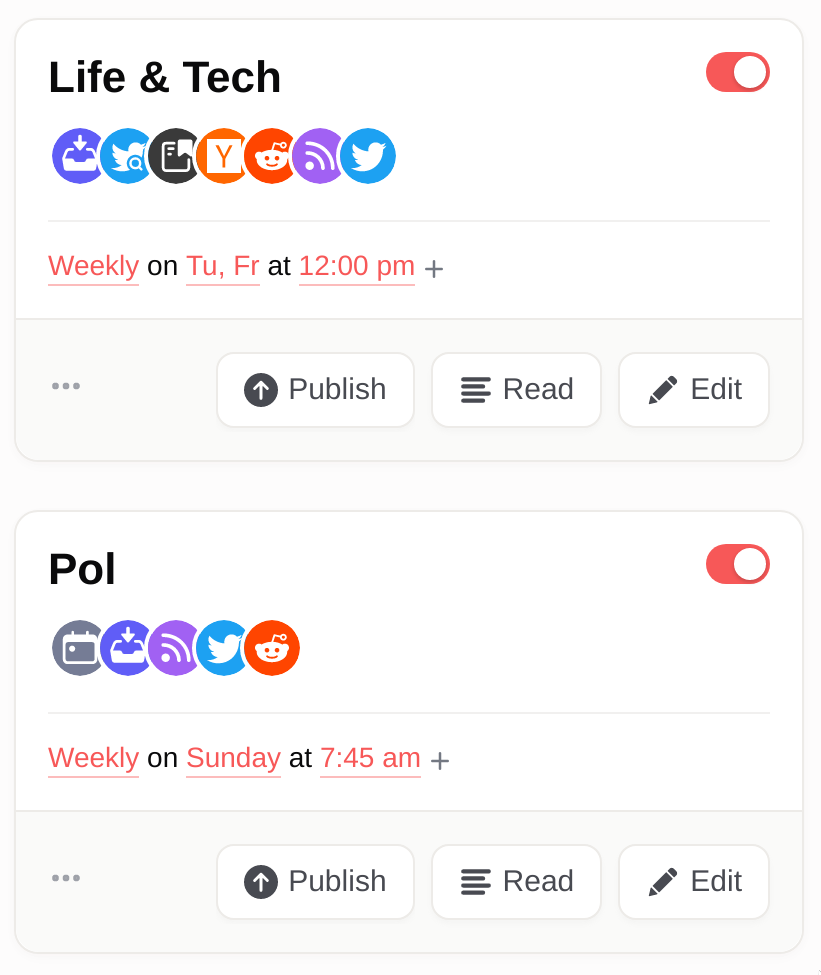 Life & Tech
Weekly on Tu, Fr at 12:00 pm +
Publish Read Edit
Pol
Weekly on Sunday at 7:45 am +
Publish Read Edit